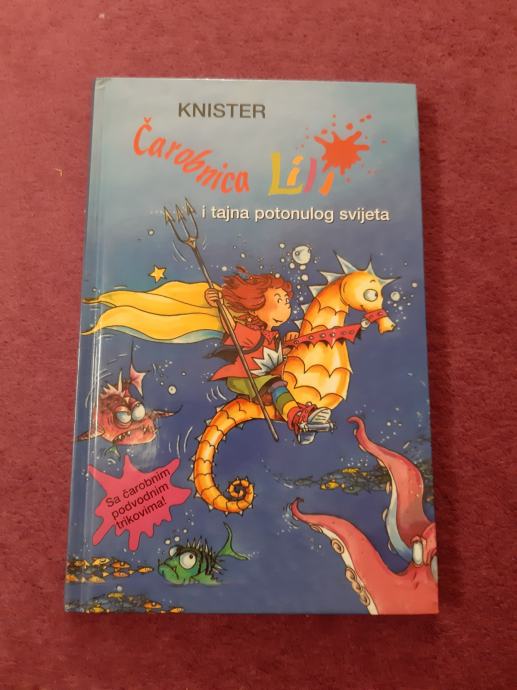 KNISTER
Čarobnica Lili
..... i tajna potonulog svijeta
Sa čarobnim
podvodnim
trikovima!